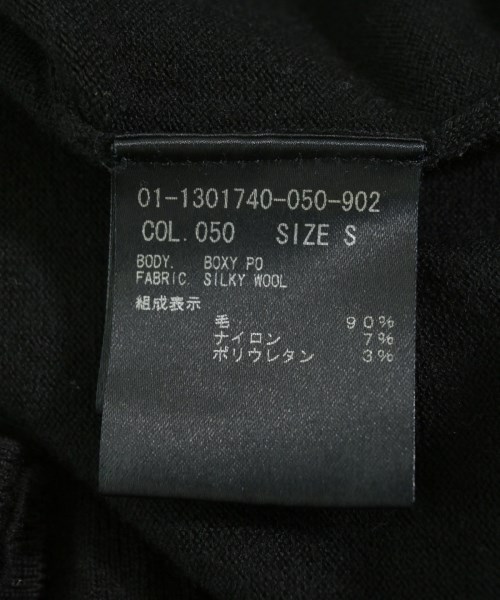 01-1301740-050-902
COL.050 SIZE S
BODY. BOXY PO
FABRIC SILKY WOOL
組成表示
毛 90%
ナイロン 7%
ポリウレタン 3%